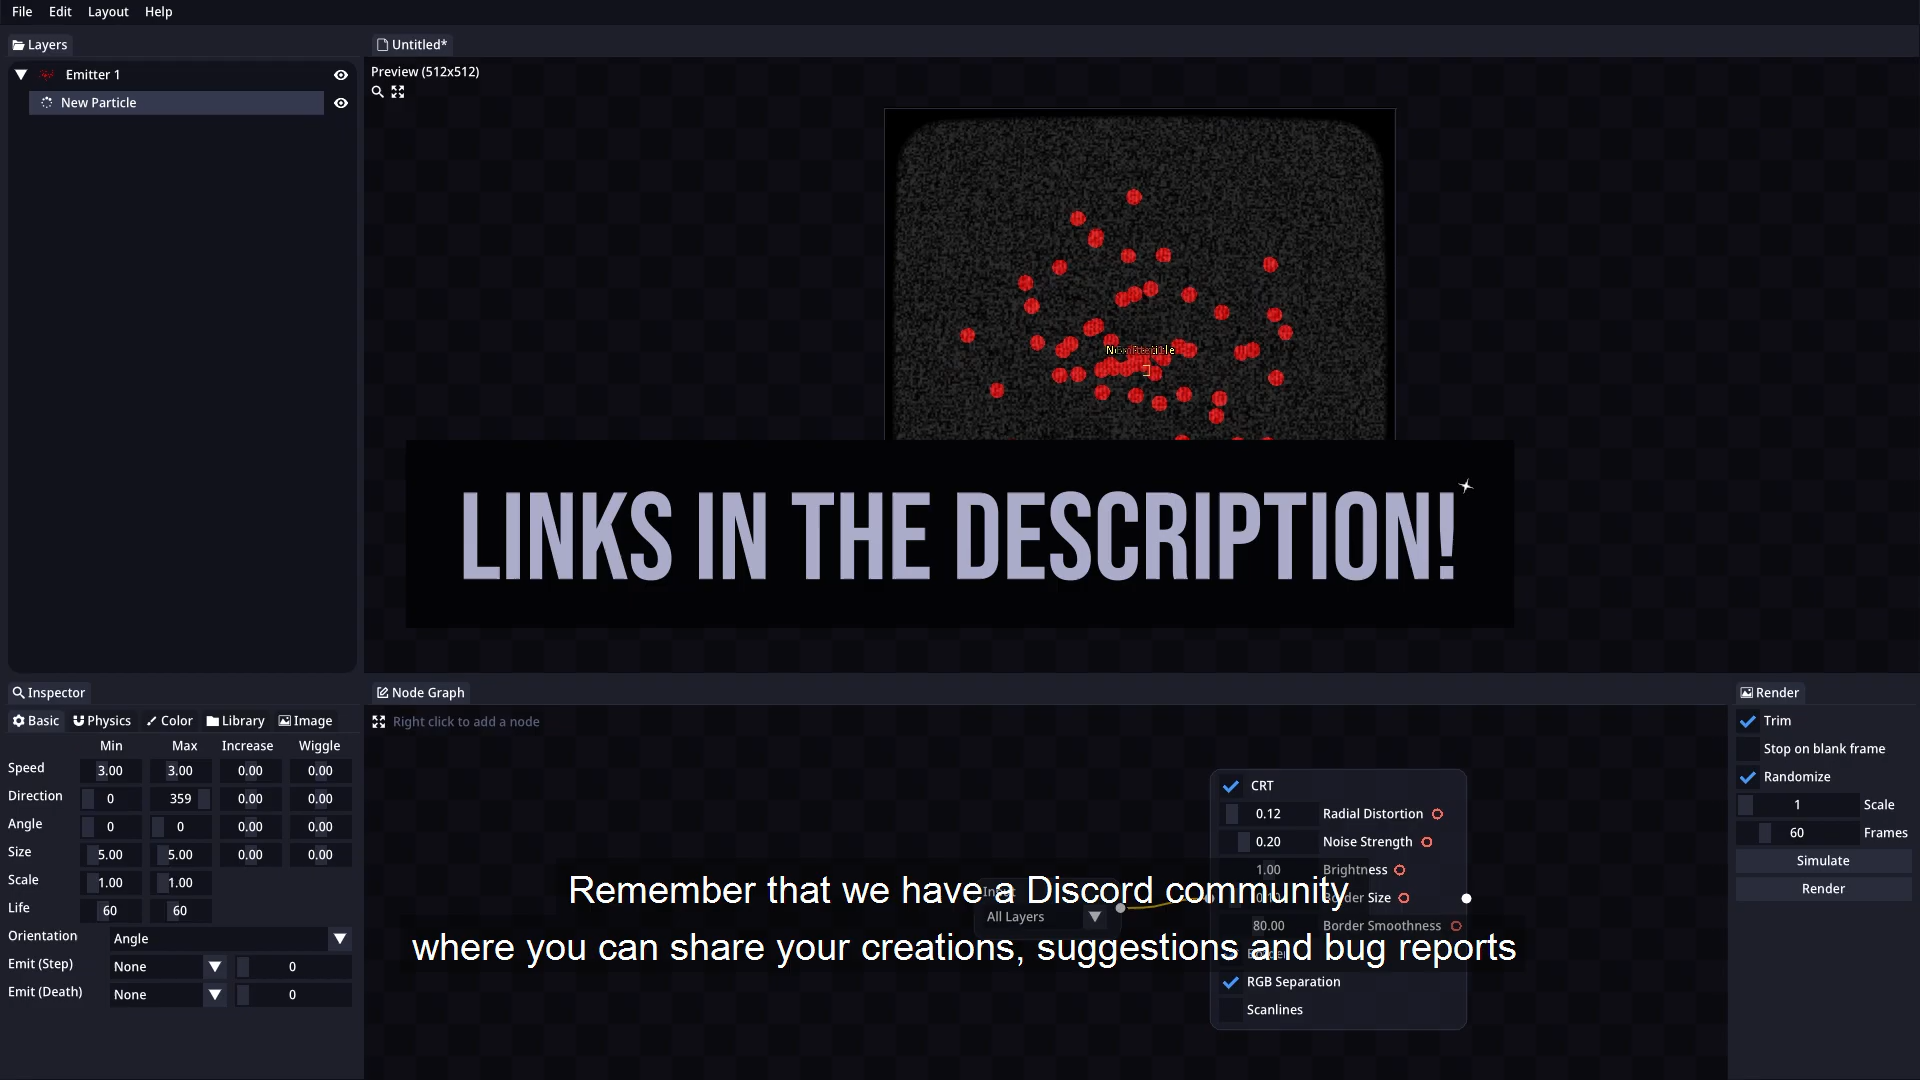 File Edit Layout Help
Layers
Emitter 1
New Particle
Untitled*
Preview (512x512)
LINKS IN THE DESCRIPTION!
Inspector
Basic Physics Color Library Image
Min Max Increase Wiggle
Speed 3.00 3.00 0.00 0.00
Direction 0 359 0.00 0.00
Angle 0 0 0.00 0.00
Size 5.00 5.00 0.00 0.00
Scale 1.00 1.00
Life 60 60
Orientation Angle
Emit (Step) None 0
Emit (Death) None 0
Node Graph
Right click to add a node
All Layers
CRT
0.12 Radial Distortion
0.20 Noise Strength
1.00 Brightness
Size
80.00 Border Smoothness
RGB Separation
Scanlines
Remember that we have a Discord community
where you can share your creations, suggestions and bug reports
Render
Trim
Stop on blank frame
Randomize
1 Scale
60 Frames
Simulate
Render